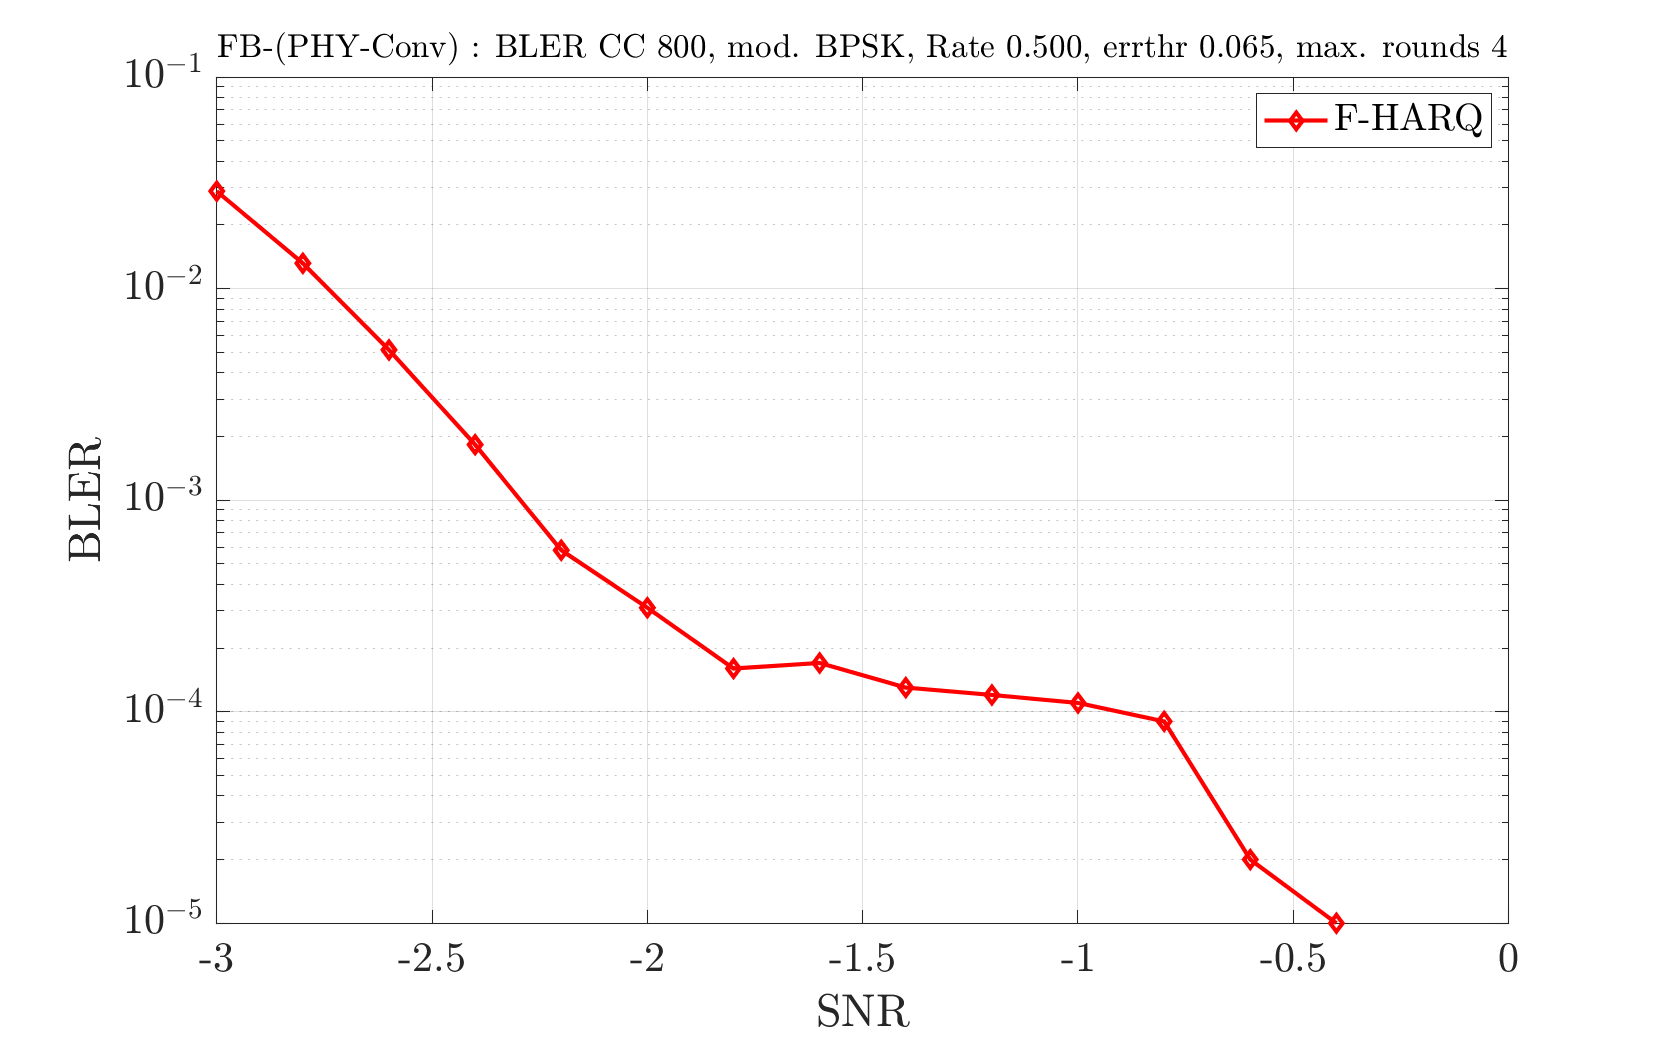 FB-(PHY-Conv) : BLER CC 800, mod. BPSK, Rate 0.500, errthr 0.065, max. rounds 4
F-HARQ
10⁻¹
10⁻²
10⁻³
10⁻⁴
10⁻⁵
BLER
-3 -2.5 -2 -1.5 -1 -0.5 0
SNR